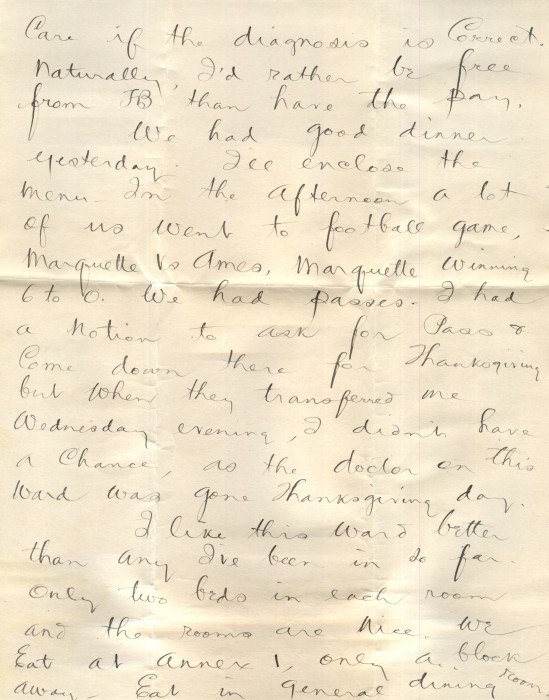 Care if the diagnosis is Correct.
Naturally, I'd rather be free
from TB than have the pay.
We had good dinner
yesterday. I'll enclose the
menu - In the afternoon a lot
of us went to football game,
Marquette vs Ames, Marquette winning
6 to 0. We had passes. I had
a notion to ask for Pass &
Come down there for Thanksgiving
but when they transferred me
Wednesday evening, I didn't have
a Chance, as the doctor on this
ward was gone Thanksgiving day.
I like this ward better
than any I've been in so far.
Only two beds in each room
and the rooms are nice. We
Eat at Annex 1, only a block
away - Eat in general dining room.